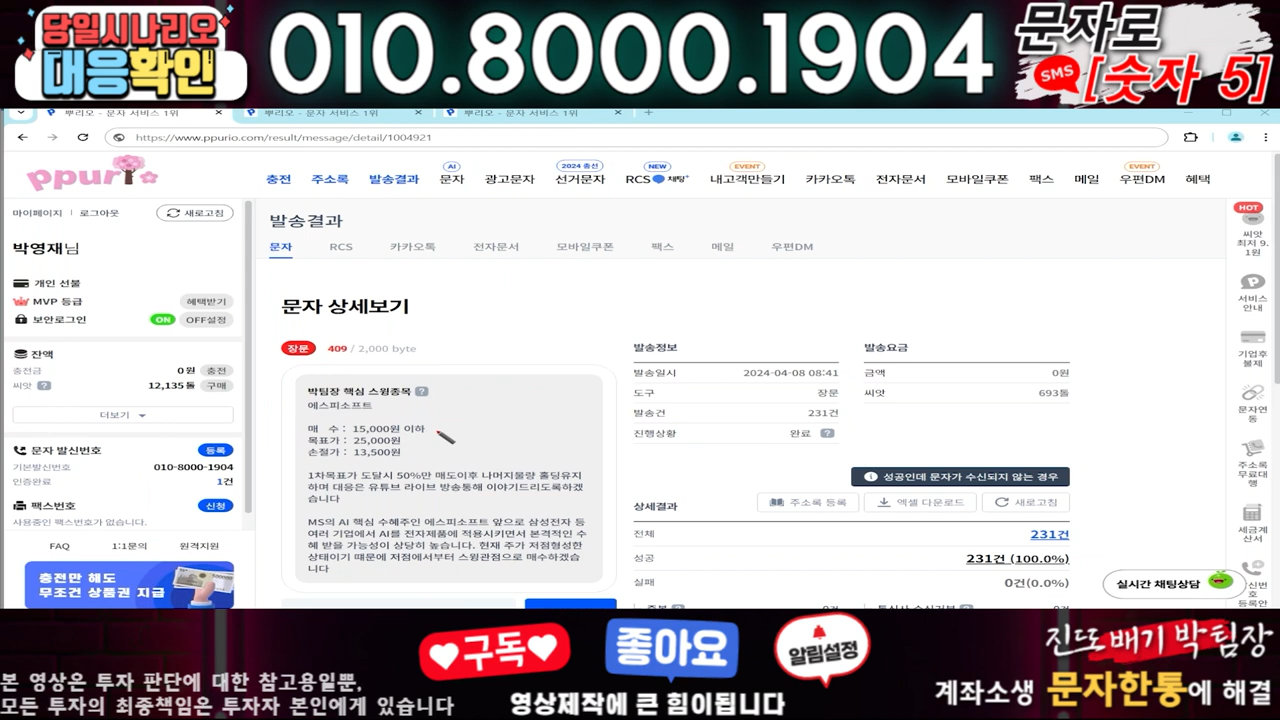 당일시나리오
대응확인
010.8000.1904
문자로
SMS [숫자 5]
뿌리오 - 문자 서비스 1위
뿌리오 - 문자 서비스 1위
뿌리오 - 문자 서비스 1위
https://www.ppurio.com/result/message/detail/1004921
ppurio
충전
주소록
발송결과
AI
문자
광고문자
2024 총선
선거문자
NEW
RCS 채팅+
EVENT
내고객만들기
카카오톡
전자문서
모바일쿠폰
팩스
메일
EVENT
우편DM
혜택
마이페이지 | 로그아웃
새로고침
박영재님
개인 선불
MVP 등급
혜택받기
보안로그인
ON
OFF설정
잔액
충전금 0원 충전
씨앗 ? 12,135톨 구매
더보기
문자 발신번호 등록
기본발신번호 010-8000-1904
인증완료 1건
팩스번호 신청
사용중인 팩스번호가 없습니다.
FAQ 1:1문의 원격지원
충전만 해도
무조건 상품권 지급
발송결과
문자 RCS 카카오톡 전자문서 모바일쿠폰 팩스 메일 우편DM
문자 상세보기
장문 409 / 2,000 byte
박팀장 핵심 스윙종목 ?
에스피소프트
매 수 : 15,000원 이하
목표가 : 25,000원
손절가 : 13,500원
1차목표가 도달시 50%만 매도이후 나머지물량 홀딩유지
하며 대응은 유튜브 라이브 방송통해 이야기드리도록하겠
습니다
MS의 AI 핵심 수혜주인 에스피소프트 앞으로 삼성전자 등
여러 기업에서 AI를 전자제품에 적용시키면서 본격적인 수
혜 받을 가능성이 상당히 높습니다. 현재 주가 저점형성한
상태이기 때문에 저점에서부터 스윙관점으로 매수하겠습
니다
발송정보
발송일시 2024-04-08 08:41
도구 장문
발송건 231건
진행상황 완료 ?
발송요금
금액 0원
씨앗 693톨
성공인데 문자가 수신되지 않는 경우
상세결과
주소록 등록
엑셀 다운로드
새로고침
전체 231건
성공 231건 (100.0%)
실패 0건(0.0%)
HOT
씨앗
최저 9.
1원
서비스
안내
기업후
불제
문자연
동
주소록
무료대
행
세금계
산서
실시간 채팅상담
본 영상은 투자 판단에 대한 참고용일뿐,
모든 투자의 최종책임은 투자자 본인에게 있습니다
구독
좋아요
알림설정
영상제작에 큰 힘이됩니다
진또배기 박팀장
계좌소생 문자한통에 해결